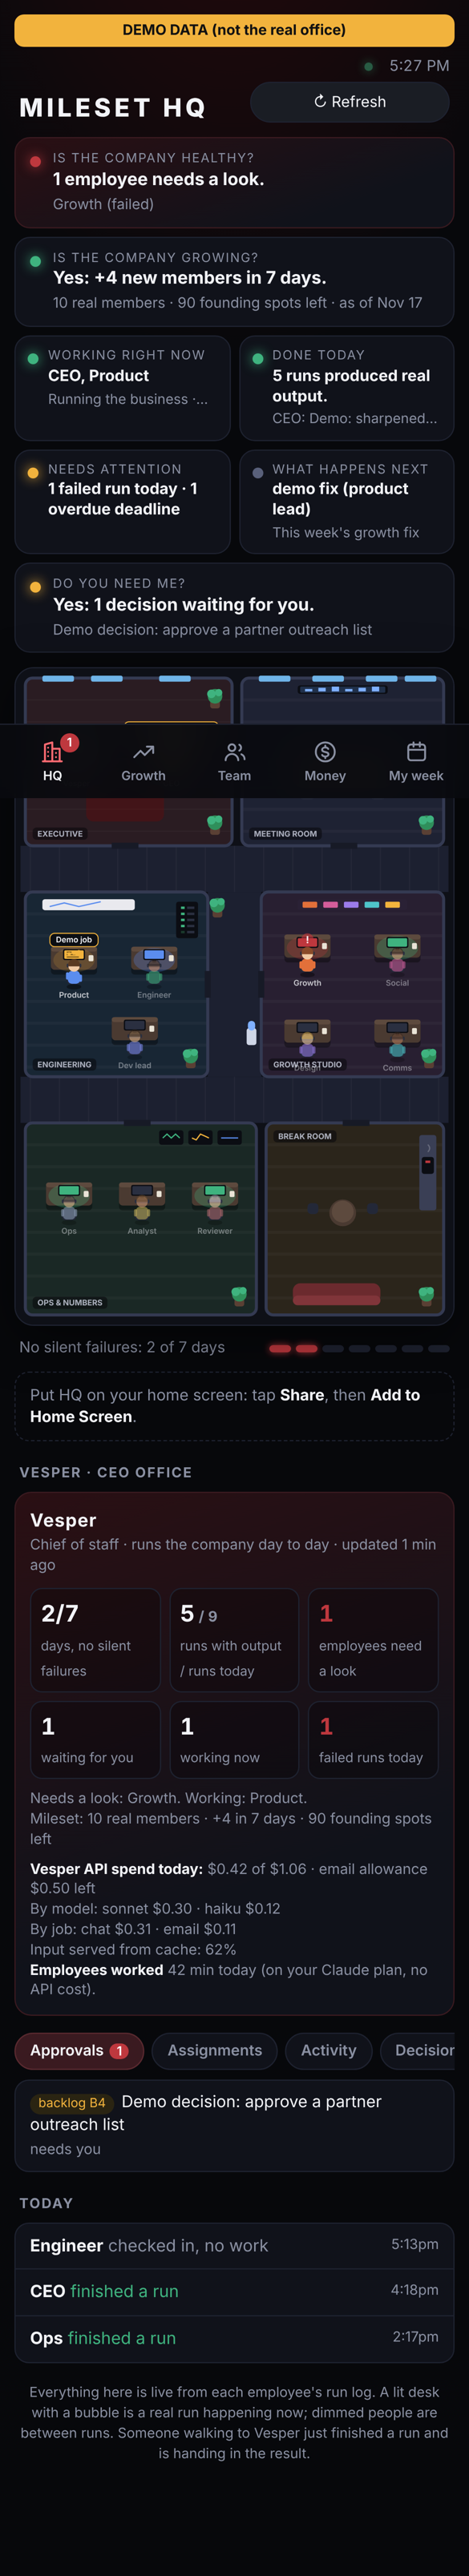 DEMO DATA (not the real office)
5:27 PM
MILESET HQ
Refresh
IS THE COMPANY HEALTHY?
1 employee needs a look.
Growth (failed)
IS THE COMPANY GROWING?
Yes: +4 new members in 7 days.
10 real members · 90 founding spots left · as of Nov 17
WORKING RIGHT NOW
CEO, Product
Running the business ·...
DONE TODAY
5 runs produced real
output.
CEO: Demo: sharpened...
NEEDS ATTENTION
1 failed run today · 1
overdue deadline
WHAT HAPPENS NEXT
demo fix (product
lead)
This week's growth fix
DO YOU NEED ME?
Yes: 1 decision waiting for you.
Demo decision: approve a partner outreach list
1
HQ
Growth
Team
Money
My week
EXECUTIVE
MEETING ROOM
Demo job
Product
Engineer
Dev lead
ENGINEERING
!
Growth
Social
Design
Comms
GROWTH STUDIO
Ops
Analyst
Reviewer
OPS & NUMBERS
BREAK ROOM
No silent failures: 2 of 7 days
Put HQ on your home screen: tap Share, then Add to
Home Screen.
VESPER · CEO OFFICE
Vesper
Chief of staff · runs the company day to day · updated 1 min
ago
2/7
days, no silent
failures
5 / 9
runs with output
/ runs today
1
employees need
a look
1
waiting for you
1
working now
1
failed runs today
Needs a look: Growth. Working: Product.
Mileset: 10 real members · +4 in 7 days · 90 founding spots
left
Vesper API spend today: $0.42 of $1.06 · email allowance
$0.50 left
By model: sonnet $0.30 · haiku $0.12
By job: chat $0.31 · email $0.11
Input served from cache: 62%
Employees worked 42 min today (on your Claude plan, no
API cost).
Approvals 1
Assignments
Activity
Decision
backlog B4 Demo decision: approve a partner
outreach list
needs you
TODAY
Engineer checked in, no work 5:13pm
CEO finished a run 4:18pm
Ops finished a run 2:17pm
Everything here is live from each employee's run log. A lit desk
with a bubble is a real run happening now; dimmed people are
between runs. Someone walking to Vesper just finished a run and
is handing in the result.